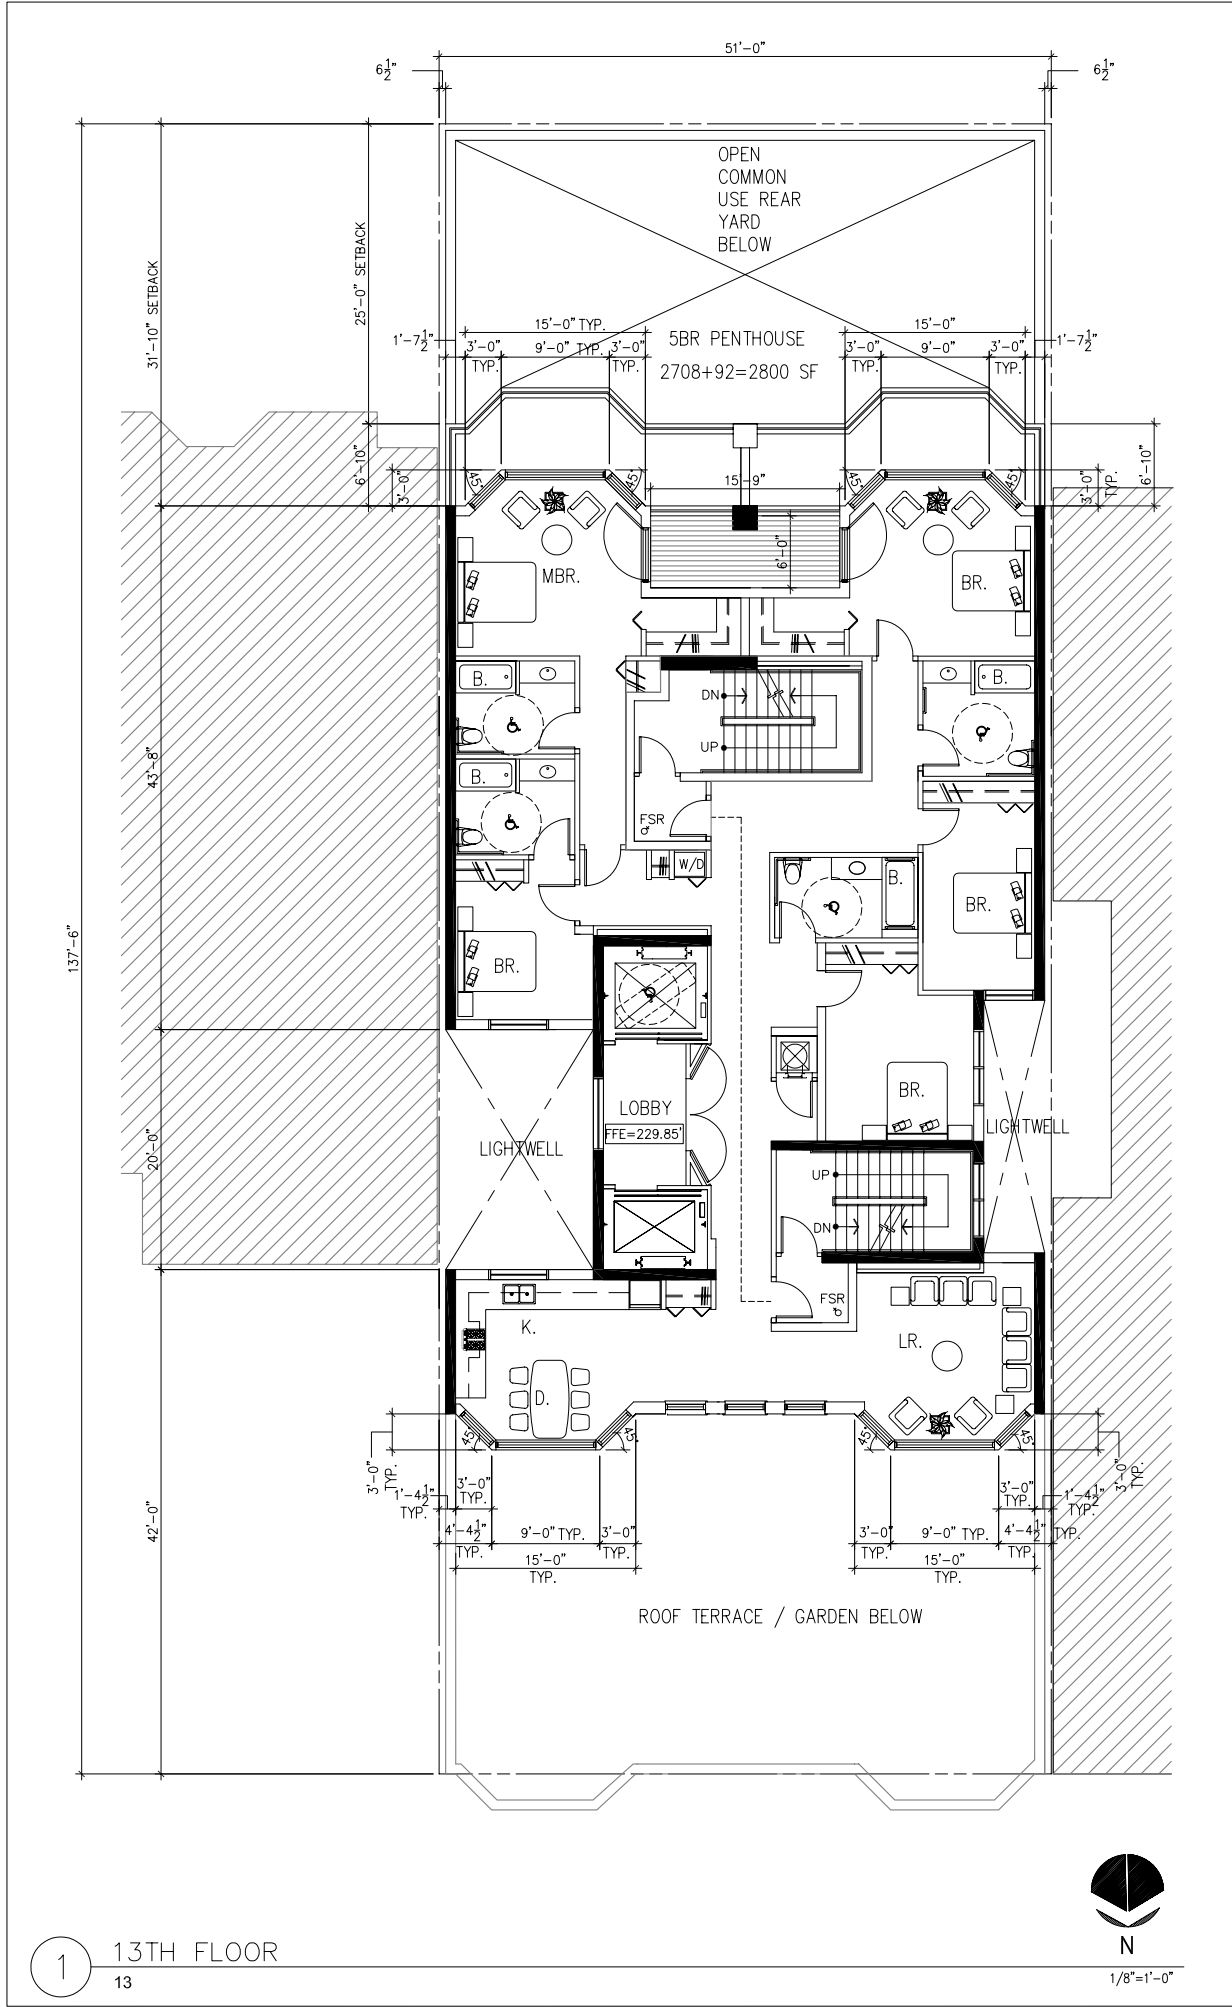 51'-0"
6½" 6½"
OPEN
COMMON
USE REAR
YARD
BELOW
31'-10" SETBACK
25'-0" SETBACK
15'-0" TYP. 15'-0"
1'-7½" 5BR PENTHOUSE 1'-7½"
3'-0" 9'-0" TYP. 3'-0" 3'-0" 9'-0" 3'-0"
TYP. TYP. TYP. TYP.
2708+92=2800 SF
6'-10" 6'-10"
3'-0" 45° 45° 15'-9" 45° 45° 3'-0" TYP.
6'-0"
MBR. BR.
B. B.
DN
UP
43'-8"
B.
FSR
W/D B.
BR.
137'-6"
BR.
BR.
LOBBY
FFE=229.85'
LIGHTWELL LIGHTWELL
20'-0"
UP
DN
FSR
K. LR.
D.
45° 45° 45° 45°
3'-0" TYP. 3'-0" TYP.
1'-4½" 3'-0" 3'-0" 1'-4½"
TYP. TYP. TYP. TYP.
42'-0"
4'-4½" 9'-0" TYP. 3'-0" 3'-0" 9'-0" TYP. 4'-4½"
TYP. TYP. TYP. TYP.
15'-0" 15'-0"
TYP. TYP.
ROOF TERRACE / GARDEN BELOW
N
1 13TH FLOOR
13
1/8"=1'-0"